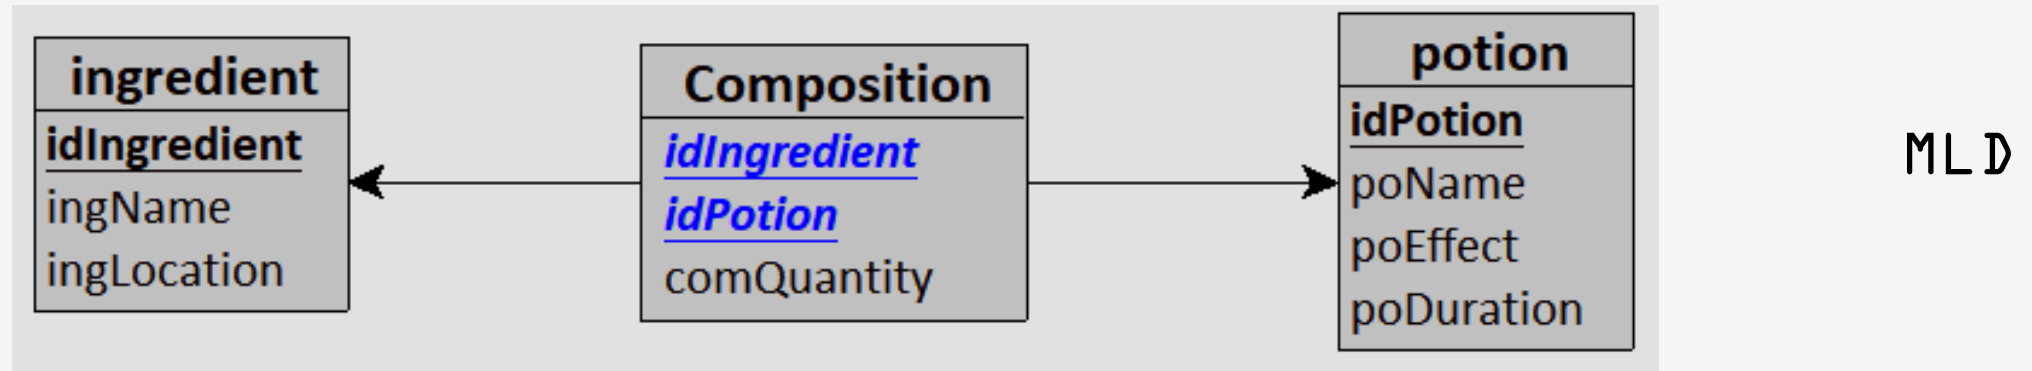 ingredient
idIngredient
ingName
ingLocation
Composition
idIngredient
idPotion
comQuantity
potion
idPotion
poName
poEffect
poDuration
MLD